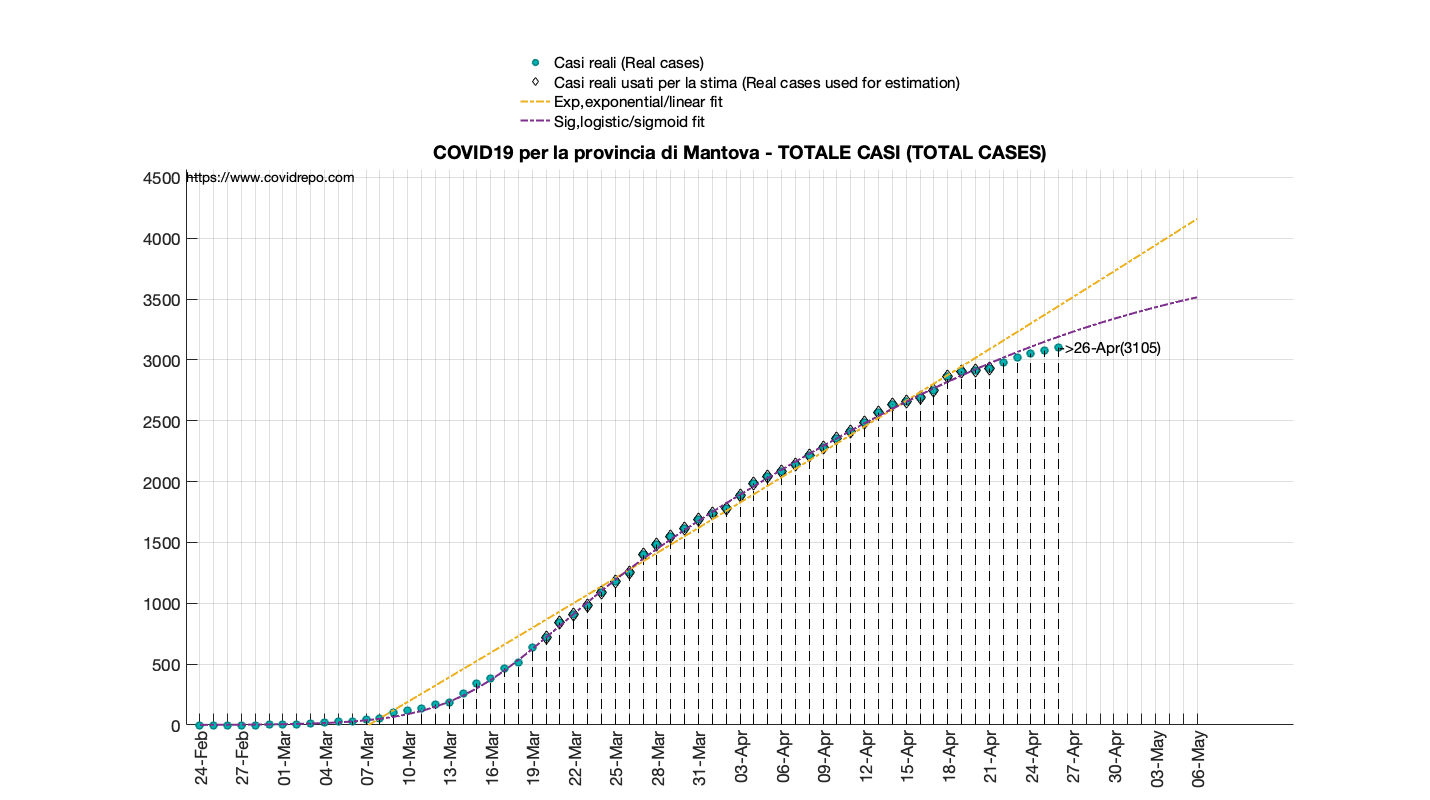 Casi reali (Real cases)
Casi reali usati per la stima (Real cases used for estimation)
Exp,exponential/linear fit
Sig,logistic/sigmoid fit
COVID19 per la provincia di Mantova - TOTALE CASI (TOTAL CASES)
4500
https://www.covidrepo.com
4000
3500
3000
->26-Apr(3105)
2500
2000
1500
1000
500
0
24-Feb
27-Feb
01-Mar
04-Mar
07-Mar
10-Mar
13-Mar
16-Mar
19-Mar
22-Mar
25-Mar
28-Mar
31-Mar
03-Apr
06-Apr
09-Apr
12-Apr
15-Apr
18-Apr
21-Apr
24-Apr
27-Apr
30-Apr
03-May
06-May